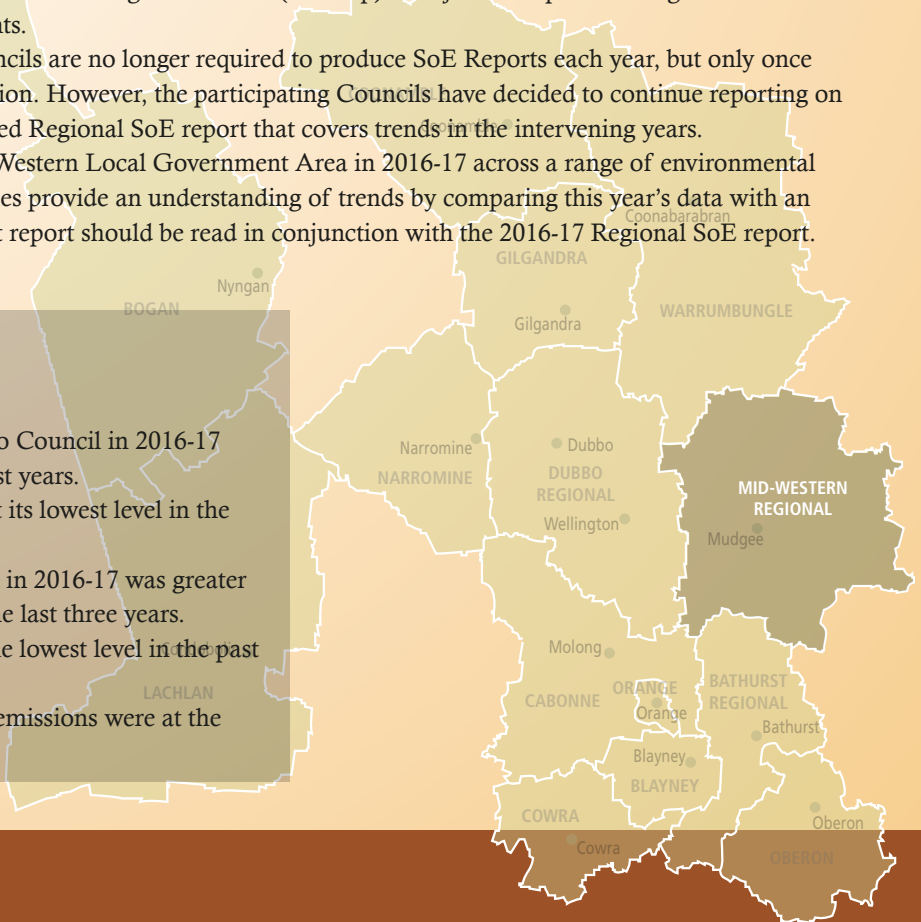 nts.
ncils are no longer required to produce SoE Reports each year, but only once
ion. However, the participating Councils have decided to continue reporting on
ed Regional SoE report that covers trends in the intervening years.
Western Local Government Area in 2016-17 across a range of environmental
es provide an understanding of trends by comparing this year's data with an
t report should be read in conjunction with the 2016-17 Regional SoE report.
Coonamble
Coonabarabran
GILGANDRA
Nyngan
BOGAN
Gilgandra
WARRUMBUNGLE
o Council in 2016-17
st years.
t its lowest level in the
in 2016-17 was greater
he last three years.
e lowest level in the past
emissions were at the
Narromine
NARROMINE
Dubbo
DUBBO
REGIONAL
Wellington
MID-WESTERN
REGIONAL
Mudgee
LACHLAN
Molong
CABONNE
ORANGE
Orange
BATHURST
REGIONAL
Bathurst
Blayney
BLAYNEY
COWRA
Cowra
Oberon
OBERON